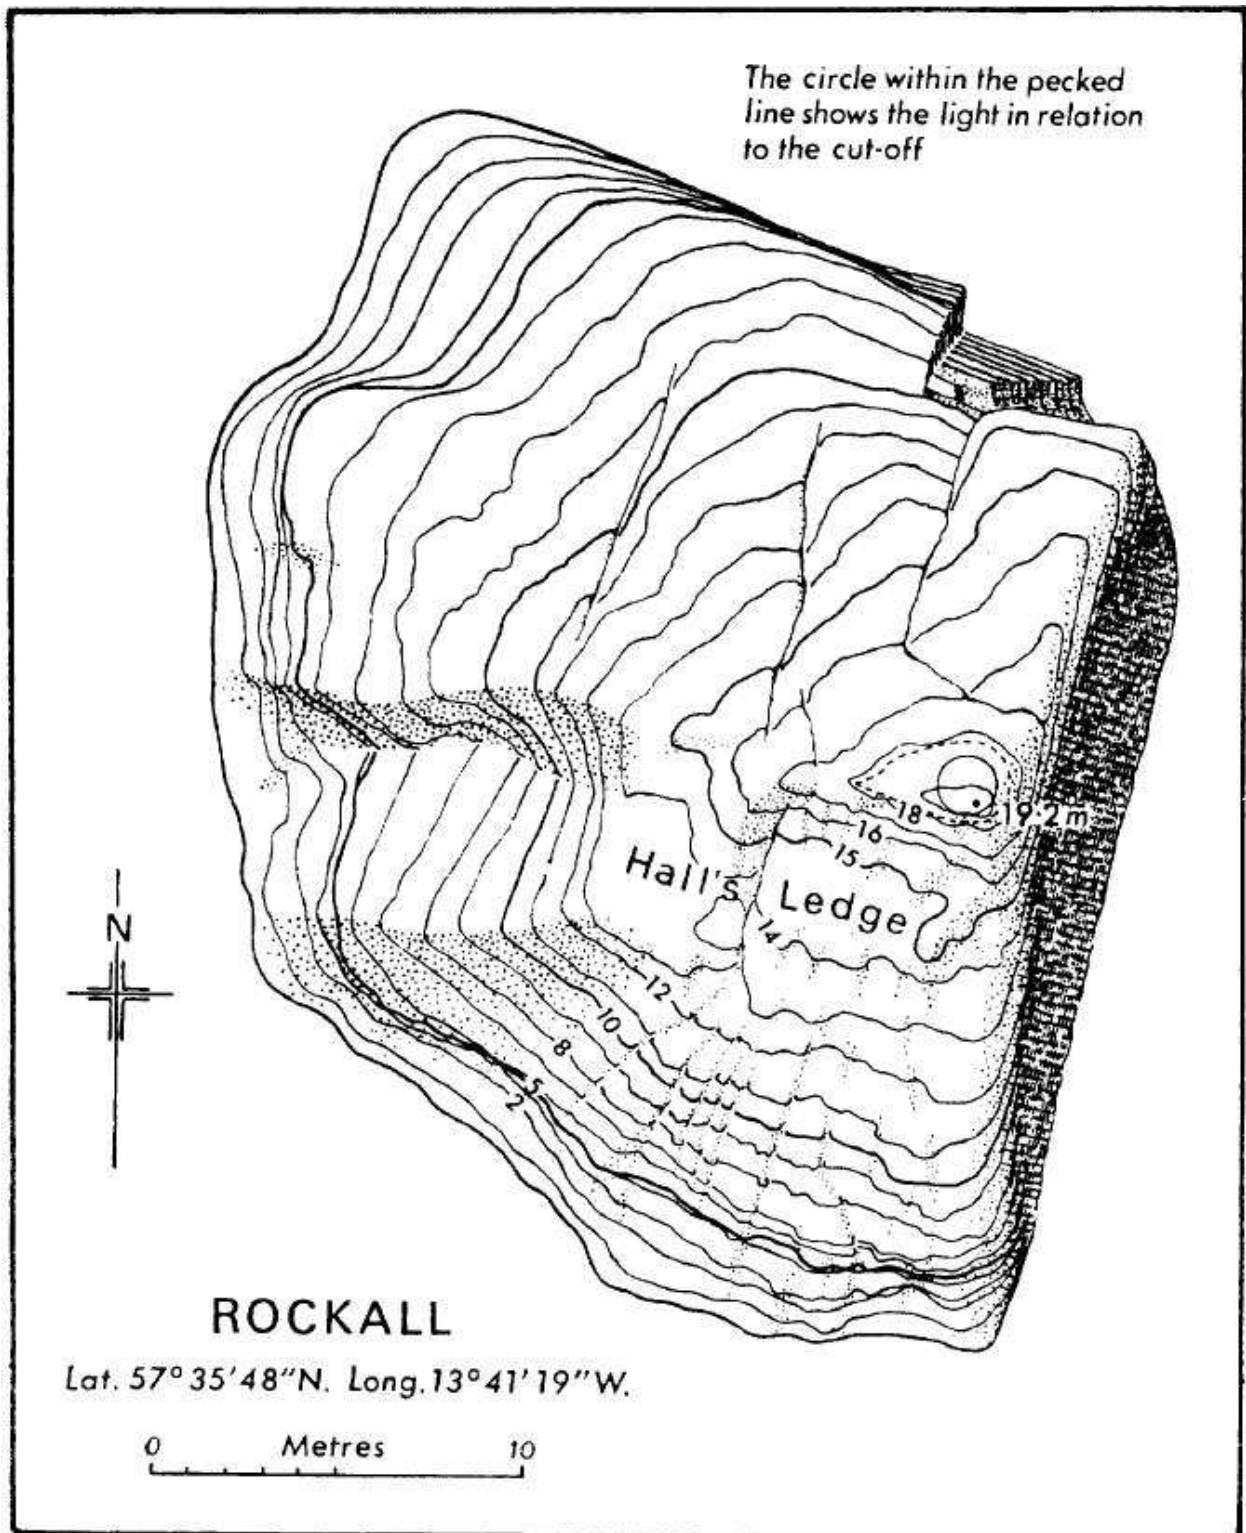 The circle within the pecked
line shows the light in relation
to the cut-off
18
19·2m
16
15
Hall's Ledge
14
N
12
10
8
5
2
ROCKALL
Lat. 57°35'48"N. Long.13°41'19"W.
0 Metres 10